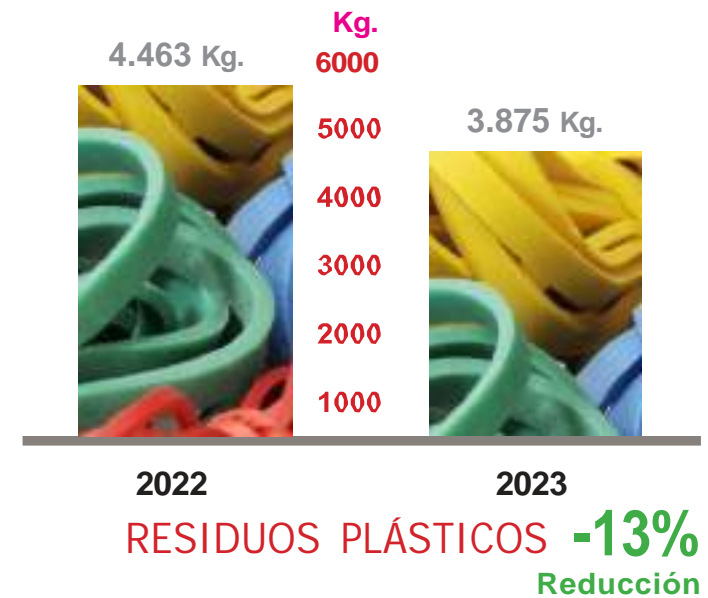 Kg.
4.463 Kg.
6000
5000
3.875 Kg.
4000
3000
2000
1000
2022
2023
RESIDUOS PLÁSTICOS -13%
Reducción